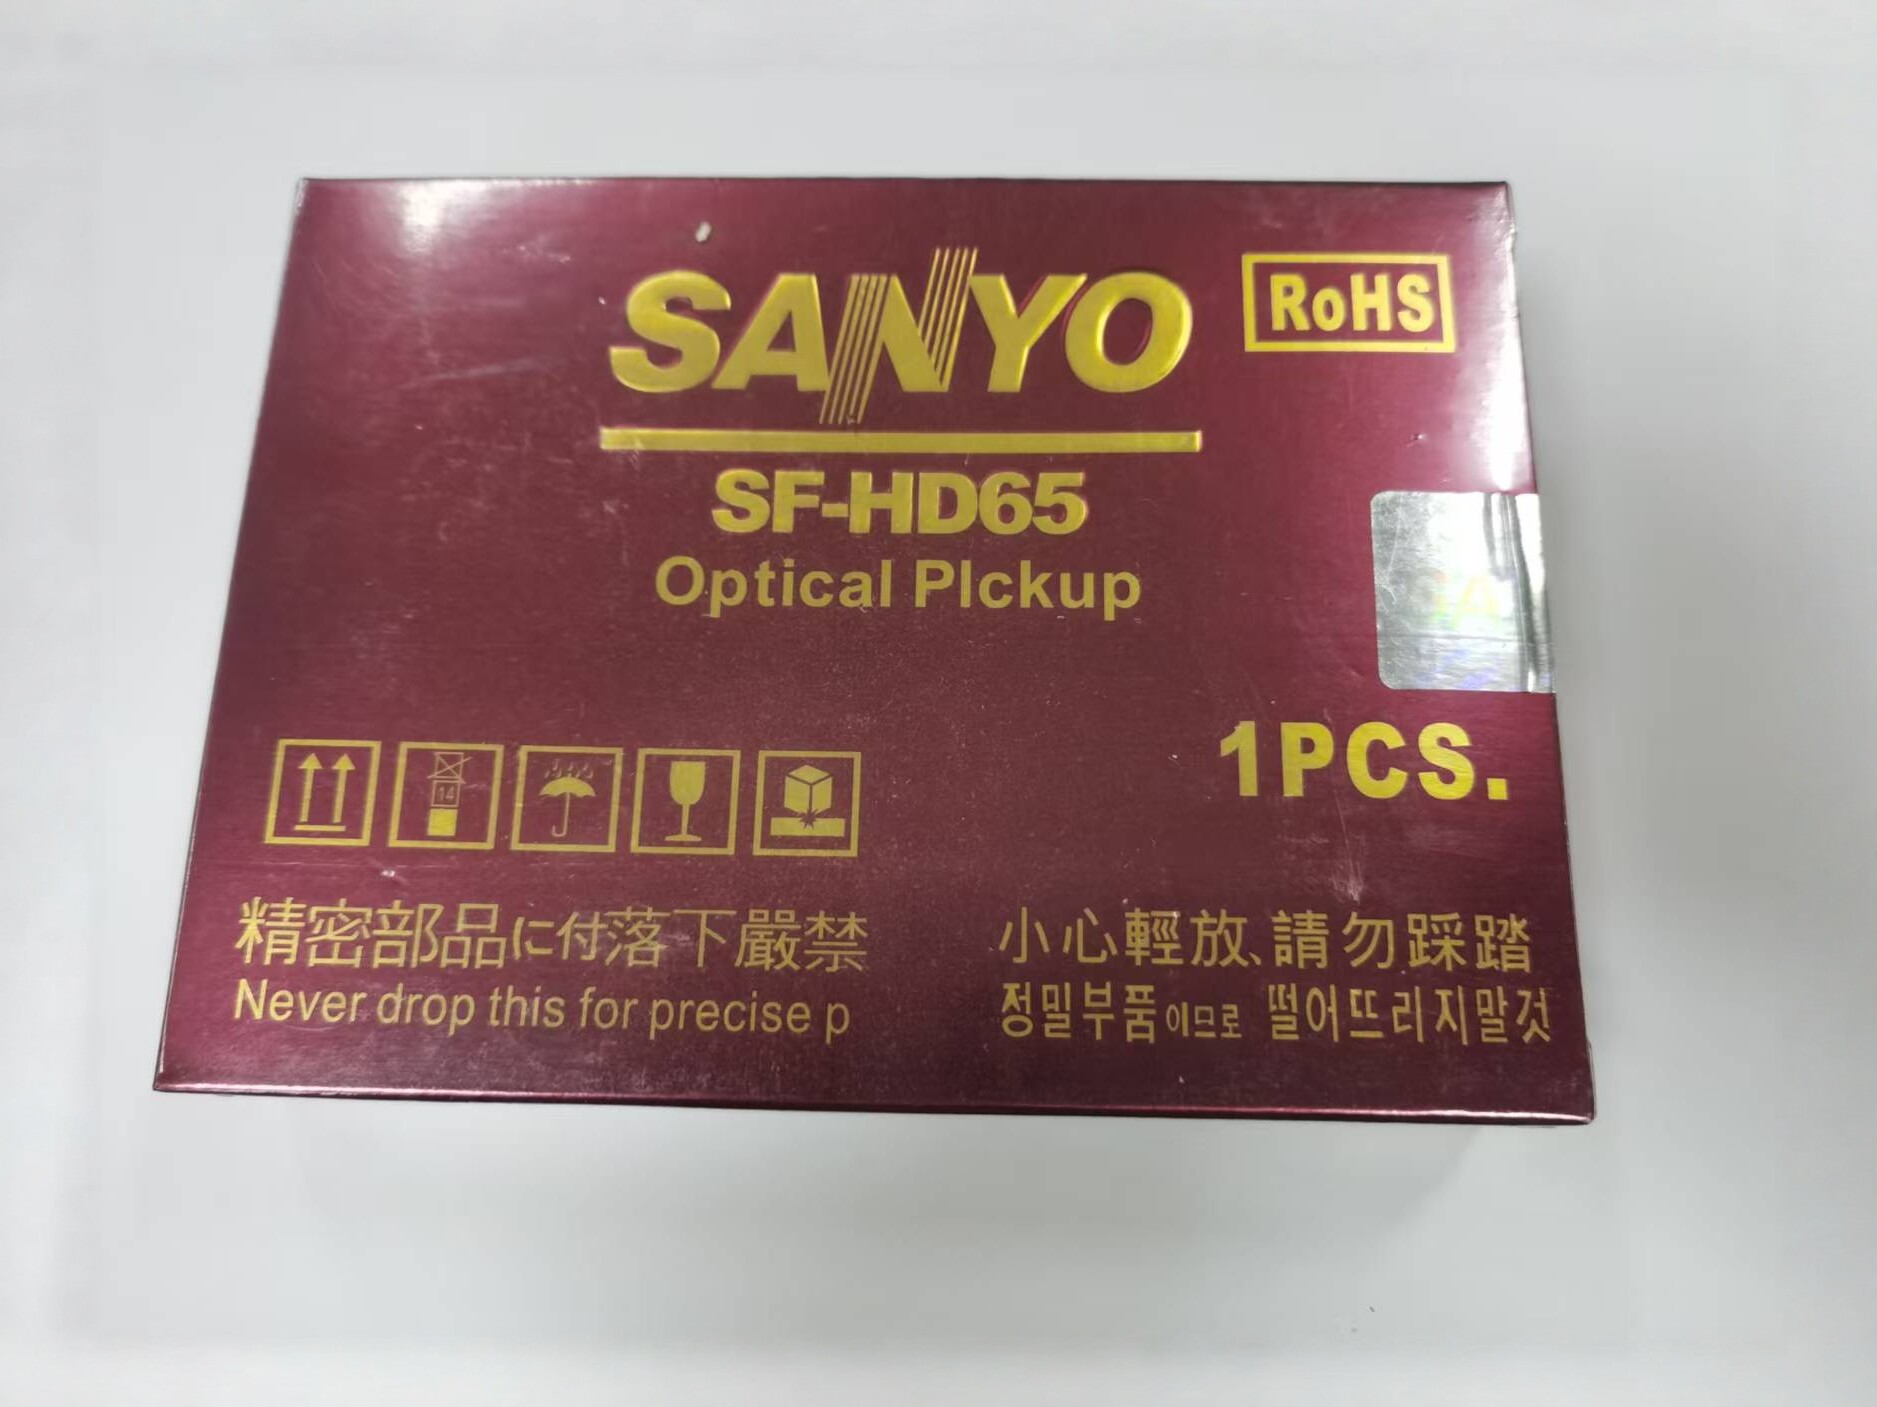 SANYO
RoHS
SF-HD65
Optical PIckup
1PCS.
14
精密部品に付落下嚴禁
Never drop this for precise p
小心輕放、請勿踩踏
정밀부품이므로 떨어뜨리지말것